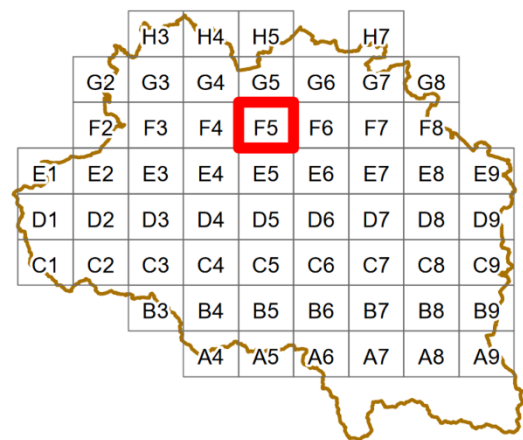 H3 H4 H5 H7
G2 G3 G4 G5 G6 G7 G8
F2 F3 F4 F5 F6 F7 F8
E1 E2 E3 E4 E5 E6 E7 E8 E9
D1 D2 D3 D4 D5 D6 D7 D8 D9
C1 C2 C3 C4 C5 C6 C7 C8 C9
B3 B4 B5 B6 B7 B8 B9
A4 A5 A6 A7 A8 A9